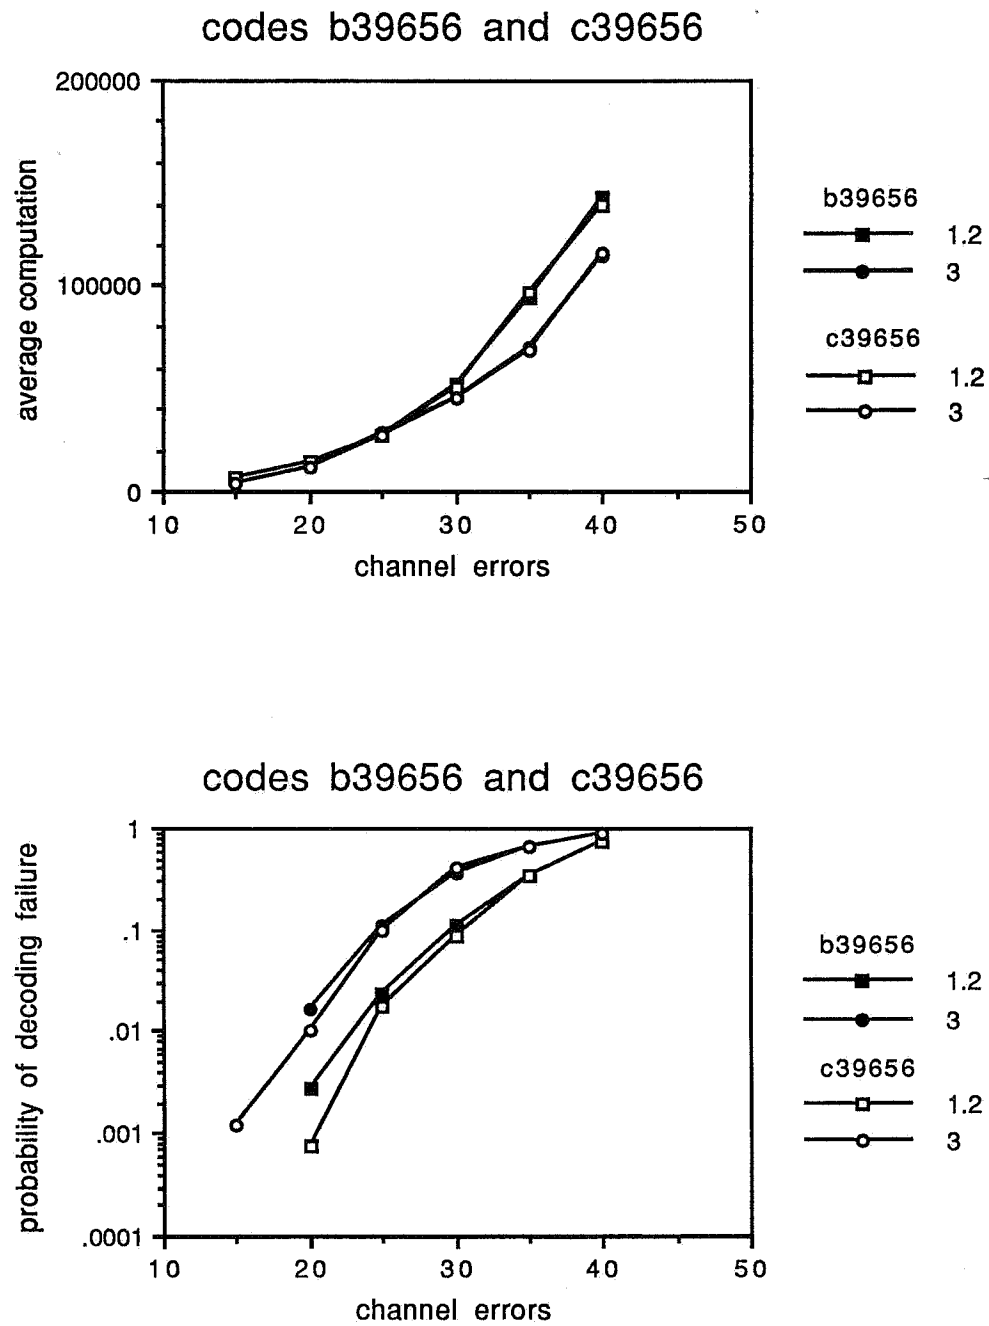 codes b39656 and c39656
200000
100000
0
average computation
10 20 30 40 50
channel errors
b39656
1.2
3
c39656
1.2
3
codes b39656 and c39656
1
.1
.01
.001
.0001
probability of decoding failure
10 20 30 40 50
channel errors
b39656
1.2
3
c39656
1.2
3